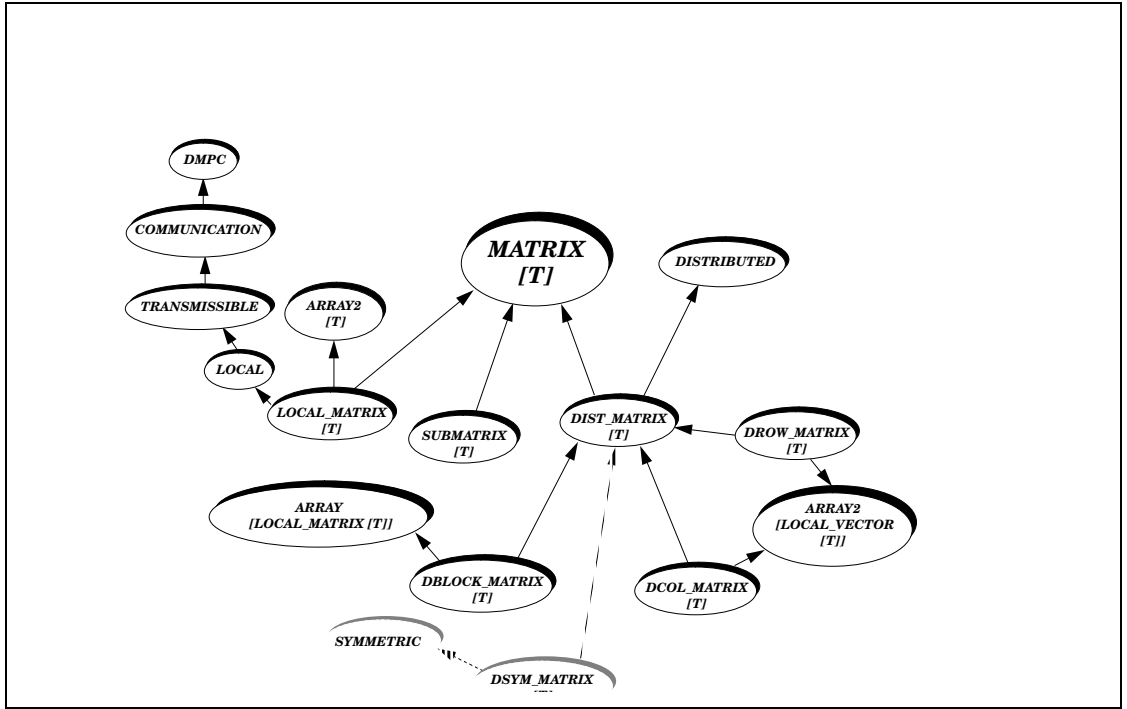 DMPC
COMMUNICATION
MATRIX
[T]
DISTRIBUTED
TRANSMISSIBLE
ARRAY2
[T]
LOCAL
LOCAL_MATRIX
[T]
SUBMATRIX
[T]
DIST_MATRIX
[T]
DROW_MATRIX
[T]
ARRAY
[LOCAL_MATRIX [T]]
ARRAY2
[LOCAL_VECTOR
[T]]
DBLOCK_MATRIX
[T]
DCOL_MATRIX
[T]
SYMMETRIC
DSYM_MATRIX